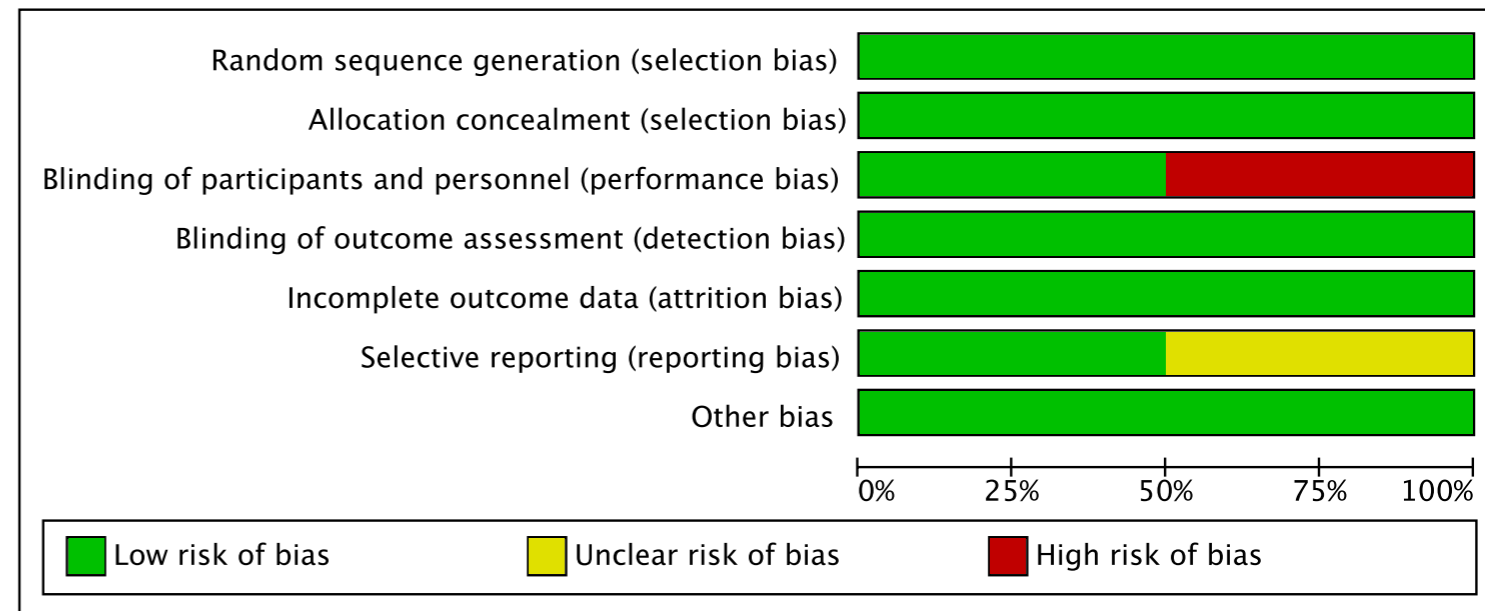 Random sequence generation (selection bias)
Allocation concealment (selection bias)
Blinding of participants and personnel (performance bias)
Blinding of outcome assessment (detection bias)
Incomplete outcome data (attrition bias)
Selective reporting (reporting bias)
Other bias
0% 25% 50% 75% 100%
Low risk of bias Unclear risk of bias High risk of bias